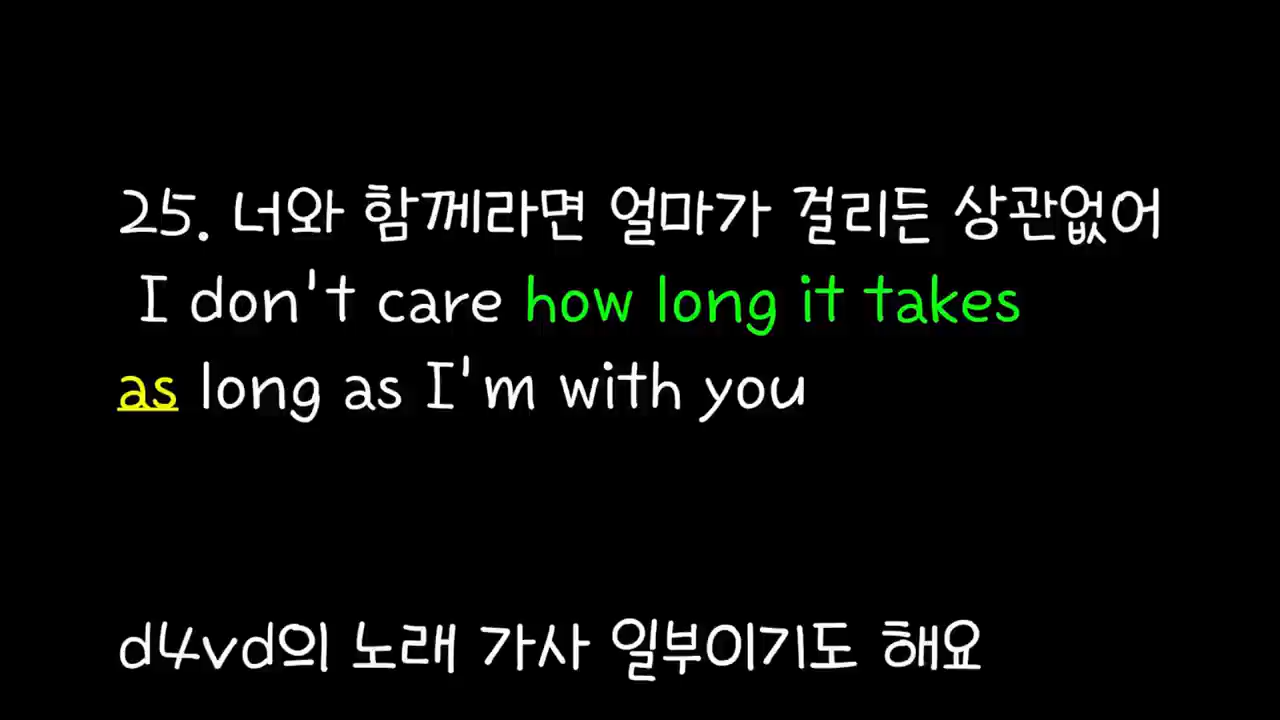 25. 너와 함께라면 얼마가 걸리든 상관없어
I don't care how long it takes
as long as I'm with you
d4vd의 노래 가사 일부이기도 해요